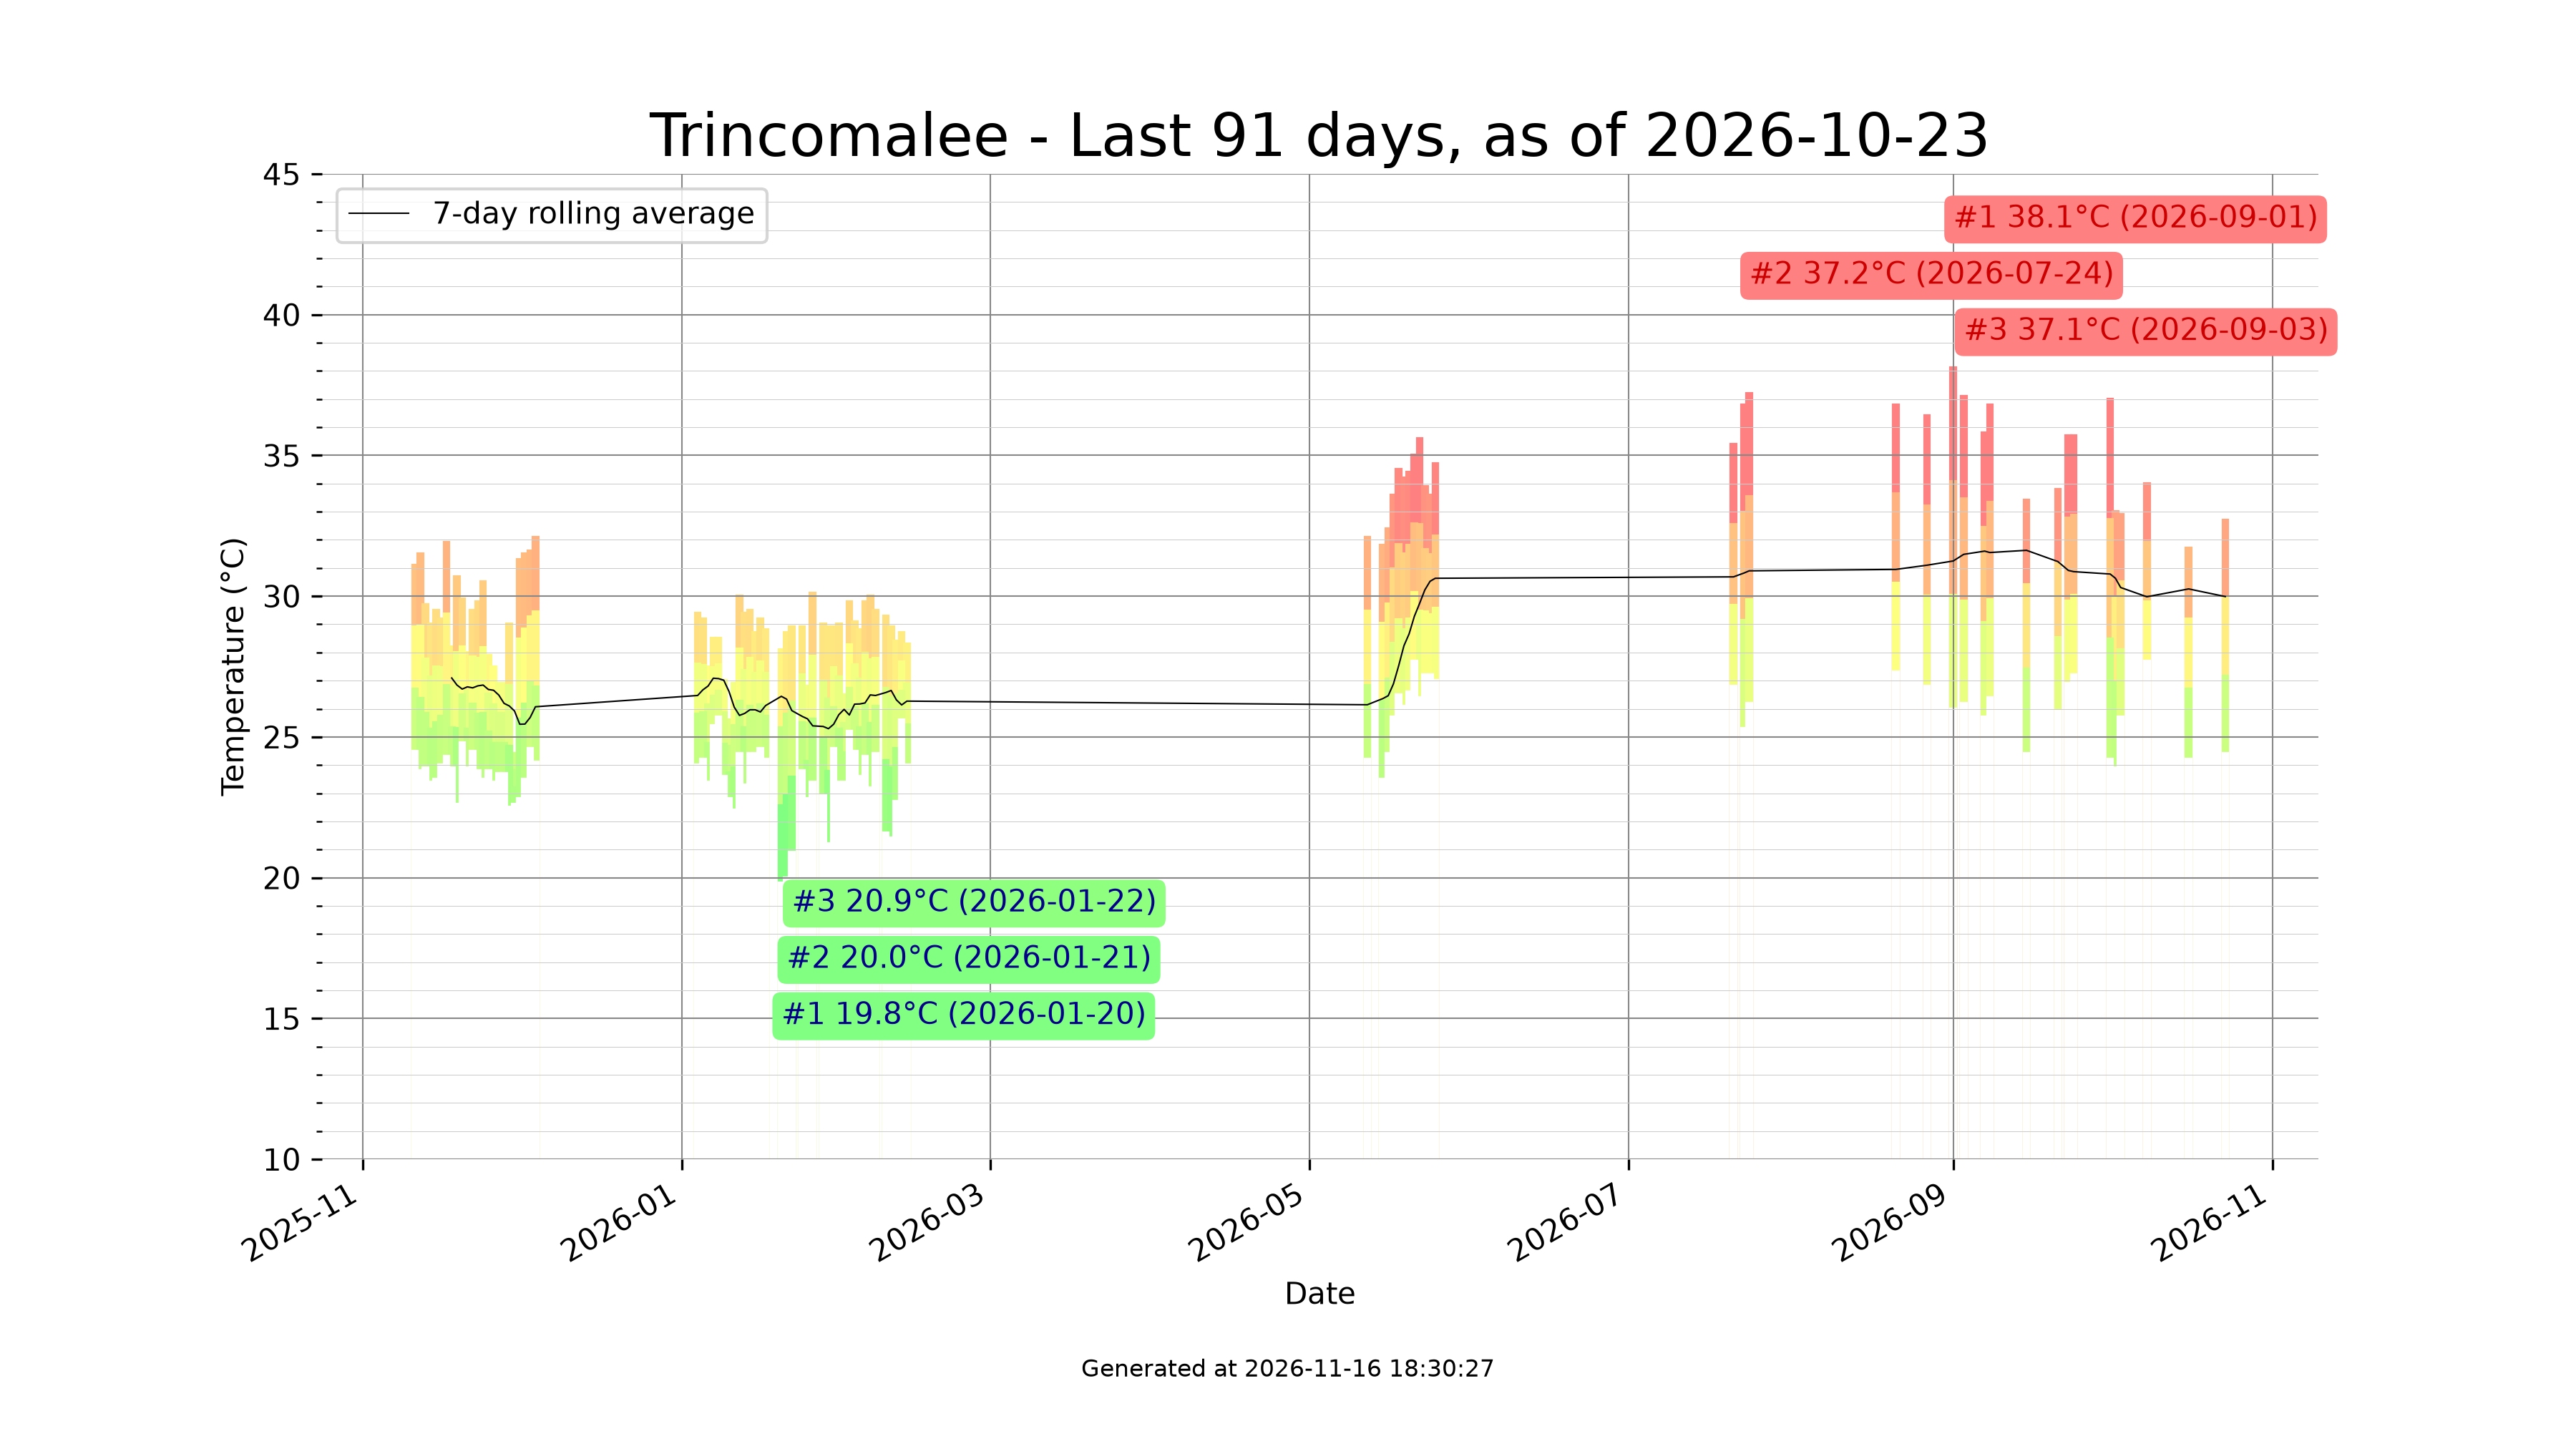 Trincomalee - Last 91 days, as of 2026-10-23
7-day rolling average
#1 38.1°C (2026-09-01)
#2 37.2°C (2026-07-24)
#3 37.1°C (2026-09-03)
45
40
35
30
25
20
15
10
Temperature (°C)
#3 20.9°C (2026-01-22)
#2 20.0°C (2026-01-21)
#1 19.8°C (2026-01-20)
2025-11
2026-01
2026-03
2026-05
2026-07
2026-09
2026-11
Date
Generated at 2026-11-16 18:30:27